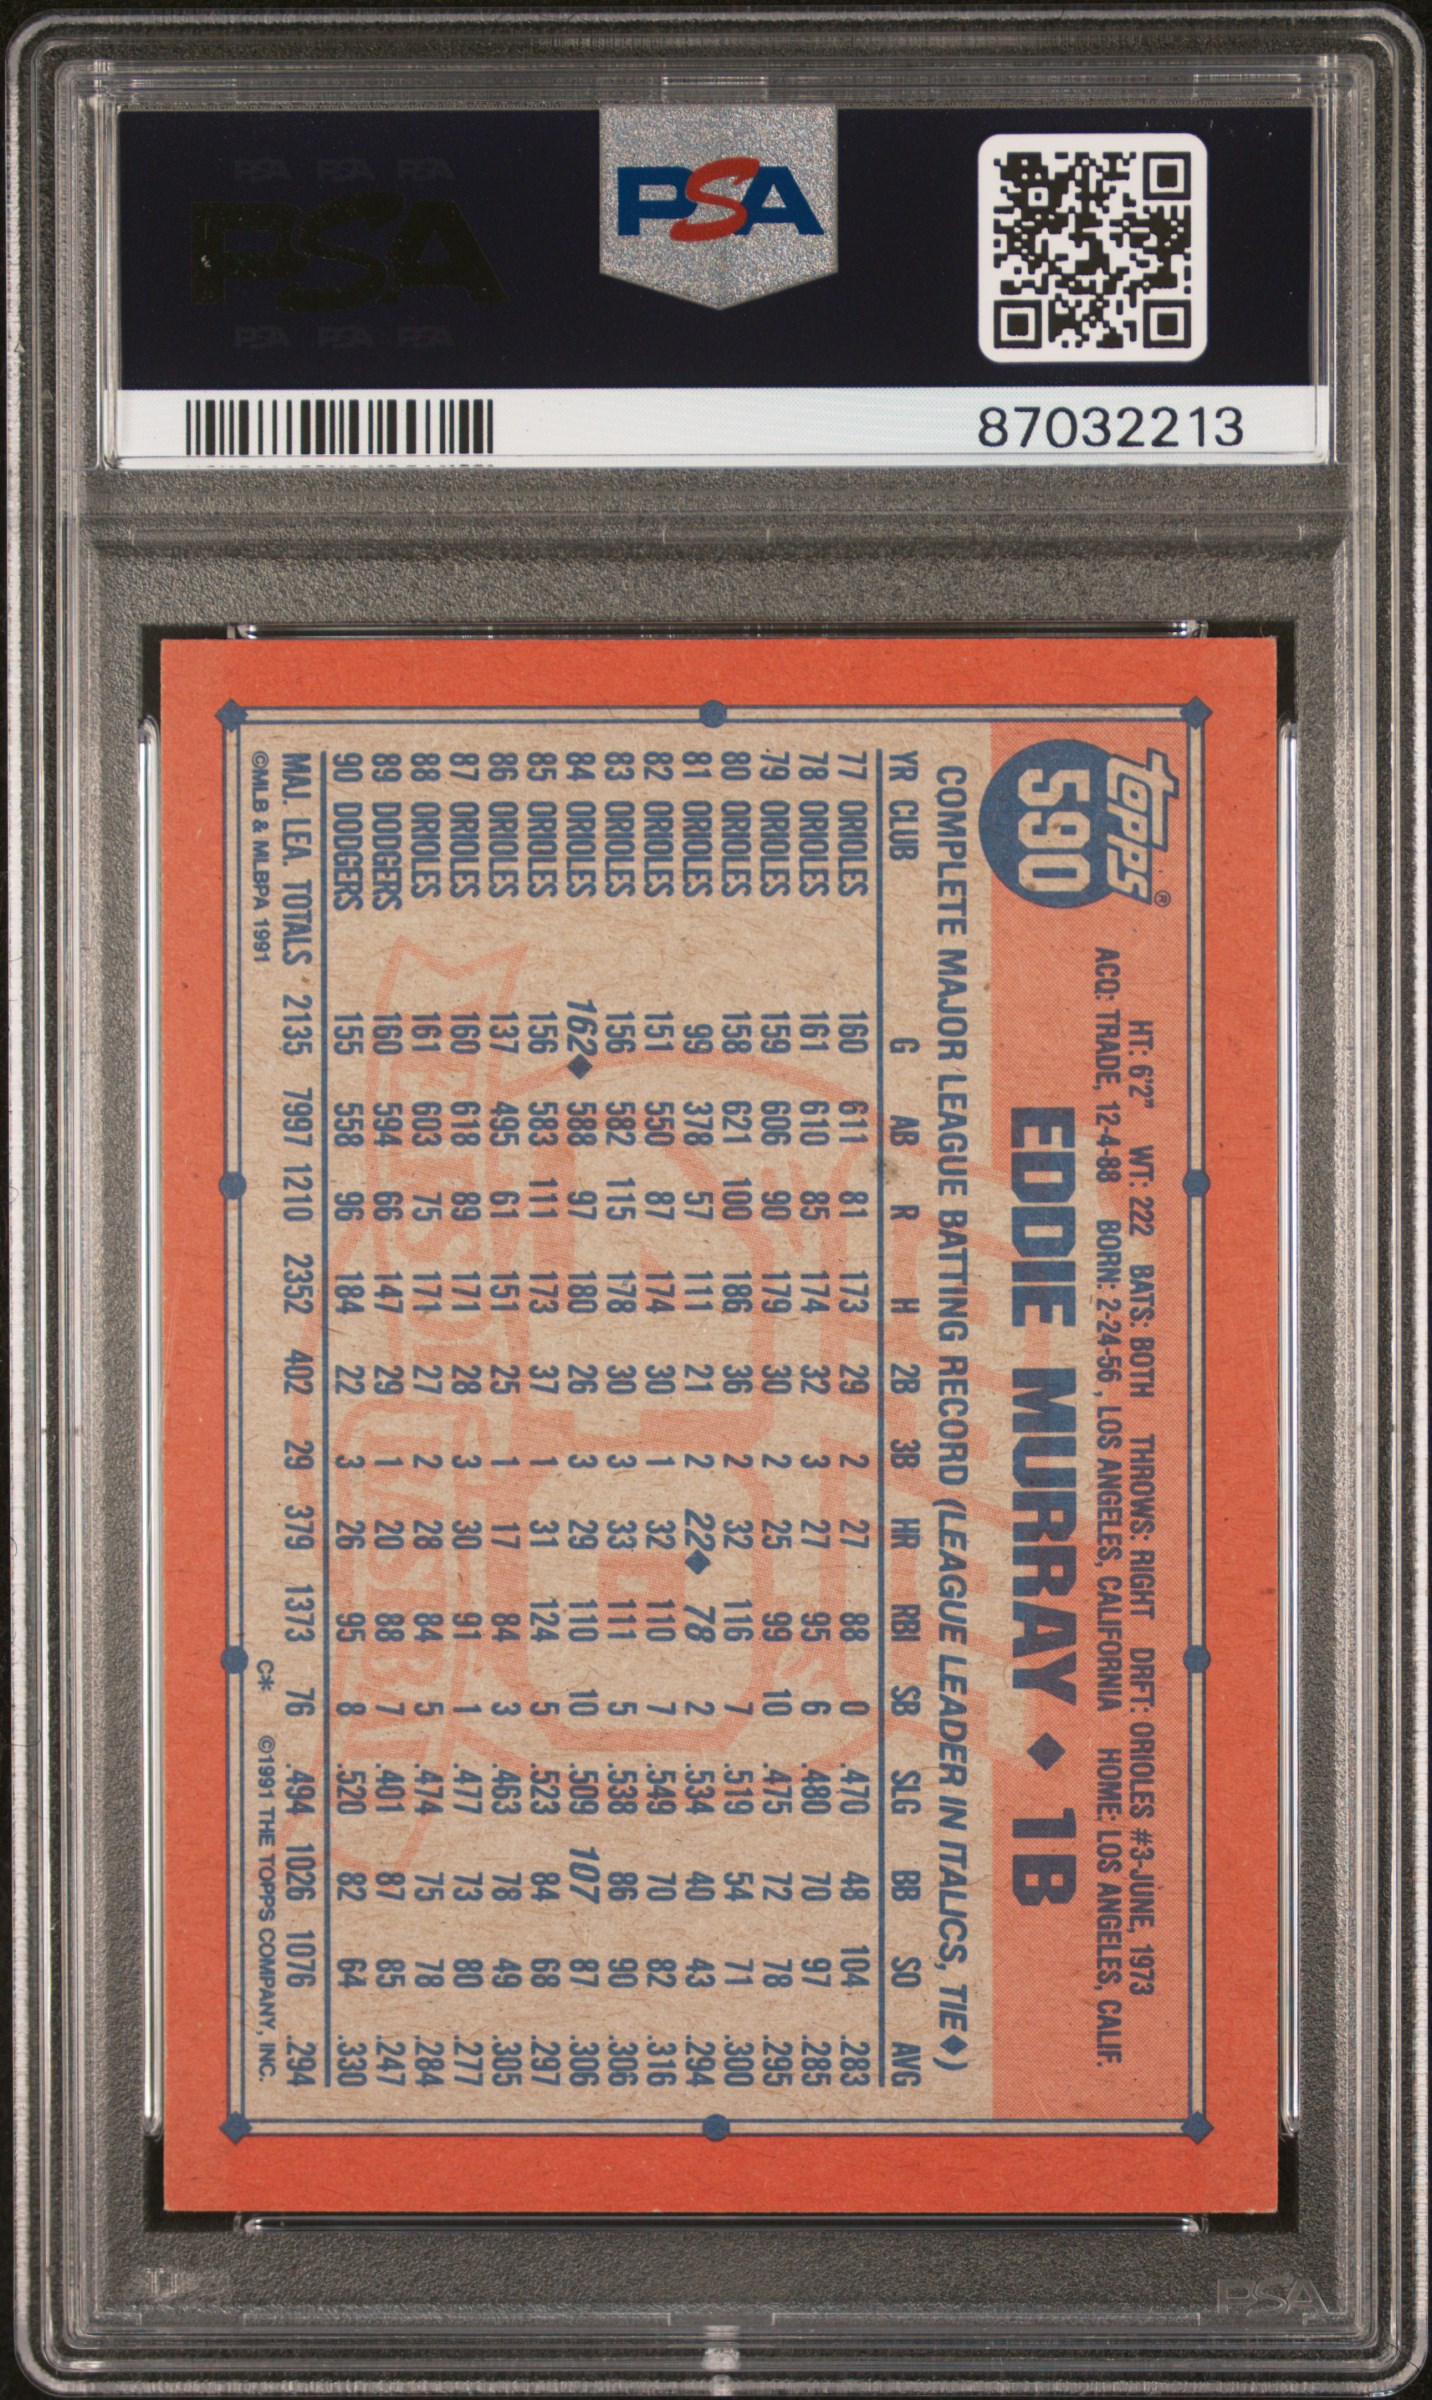 PSA PSA PSA
PSA
PSA PSA PSA
PSA
87032213
topps®
590
HT: 6'2" WT: 222 BATS: BOTH THROWS: RIGHT DRFT: ORIOLES #3-JUNE, 1973
ACQ: TRADE, 12-4-88 BORN: 2-24-56, LOS ANGELES, CALIFORNIA HOME: LOS ANGELES, CALIF.
EDDIE MURRAY ◆ 1B
COMPLETE MAJOR LEAGUE BATTING RECORD (LEAGUE LEADER IN ITALICS, TIE◆)
YR CLUB G AB R H 2B 3B HR RBI SB SLG BB SO AVG
77 ORIOLES 160 611 81 173 29 2 27 88 0 .470 48 104 .283
78 ORIOLES 161 610 85 174 32 3 27 95 6 .480 70 97 .285
79 ORIOLES 159 606 90 179 30 2 25 99 10 .475 72 78 .295
80 ORIOLES 158 621 100 186 36 2 32 116 7 .519 54 71 .300
81 ORIOLES 99 378 57 111 21 2 22◆ 78 2 .534 40 43 .294
82 ORIOLES 151 550 87 174 30 1 32 110 7 .549 70 82 .316
83 ORIOLES 156 582 115 178 30 3 33 111 5 .538 86 90 .306
84 ORIOLES 162◆ 588 97 180 26 3 29 110 10 .509 107 87 .306
85 ORIOLES 156 583 111 173 37 1 31 124 5 .523 84 68 .297
86 ORIOLES 137 495 61 151 25 1 17 84 3 .463 78 49 .305
87 ORIOLES 160 618 89 171 28 3 30 91 1 .477 73 80 .277
88 ORIOLES 161 603 75 171 27 2 28 84 5 .474 75 78 .284
89 DODGERS 160 594 66 147 29 1 20 88 7 .401 87 85 .247
90 DODGERS 155 558 96 184 22 3 26 95 8 .520 82 64 .330
MAJ. LEA. TOTALS 2135 7997 1210 2352 402 29 379 1373 76 .494 1026 1076 .294
©MLB & MLBPA 1991 C* ©1991 THE TOPPS COMPANY, INC.
PSA